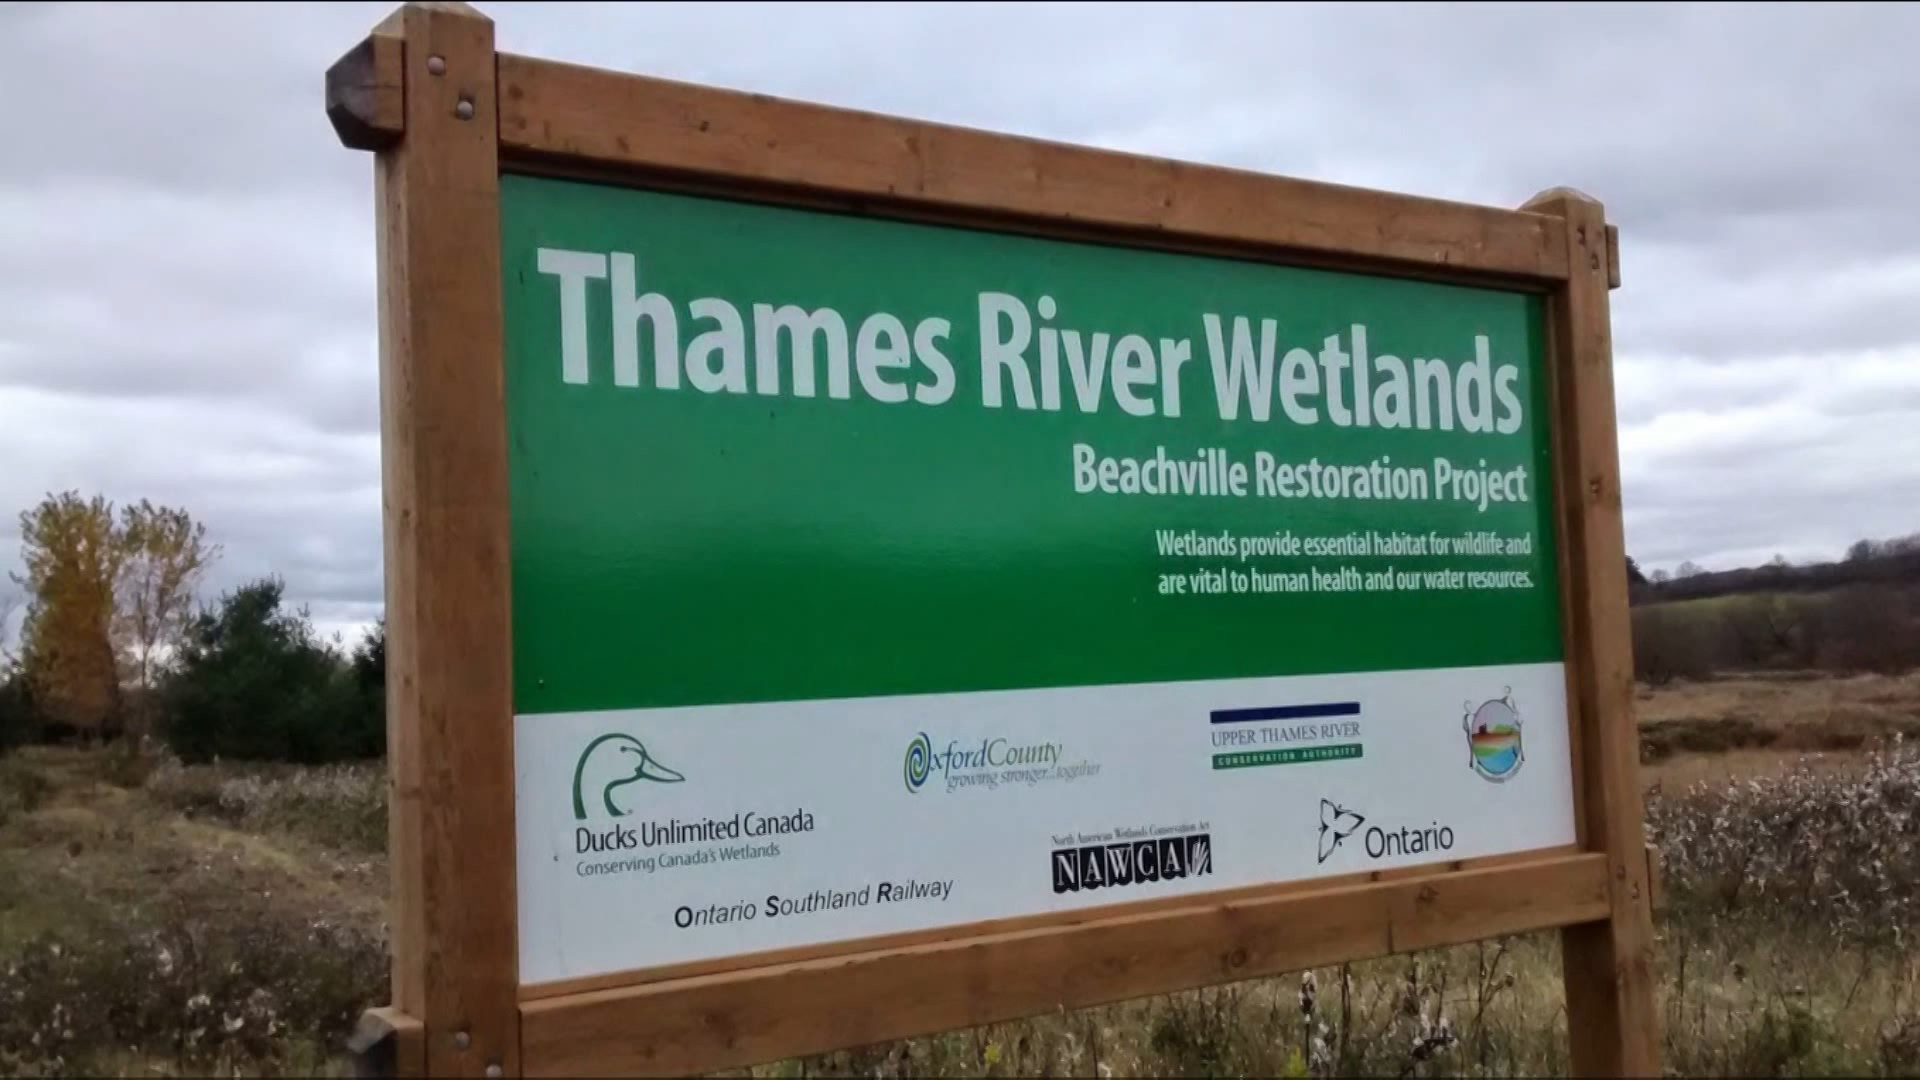 Thames River Wetlands
Beachville Restoration Project
Wetlands provide essential habitat for wildlife and
are vital to human health and our water resources.
Ducks Unlimited Canada
Conserving Canada's Wetlands
Oxford County
growing stronger...together
UPPER THAMES RIVER
CONSERVATION AUTHORITY
Ontario Southland Railway
North American Wetlands Conservation Act
NAWCA
Ontario